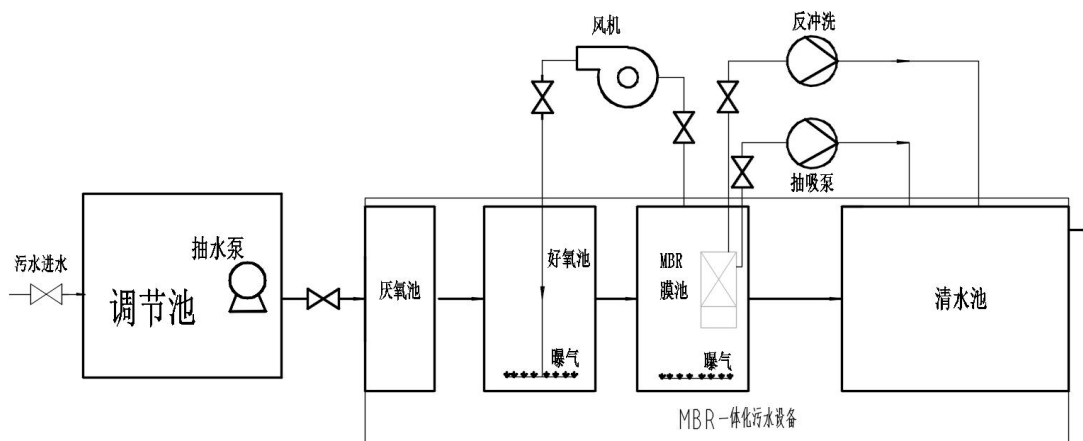 风机
反冲洗
抽吸泵
污水进水
抽水泵
调节池
厌氧池
好氧池
曝气
MBR
膜池
曝气
清水池
MBR一体化污水设备